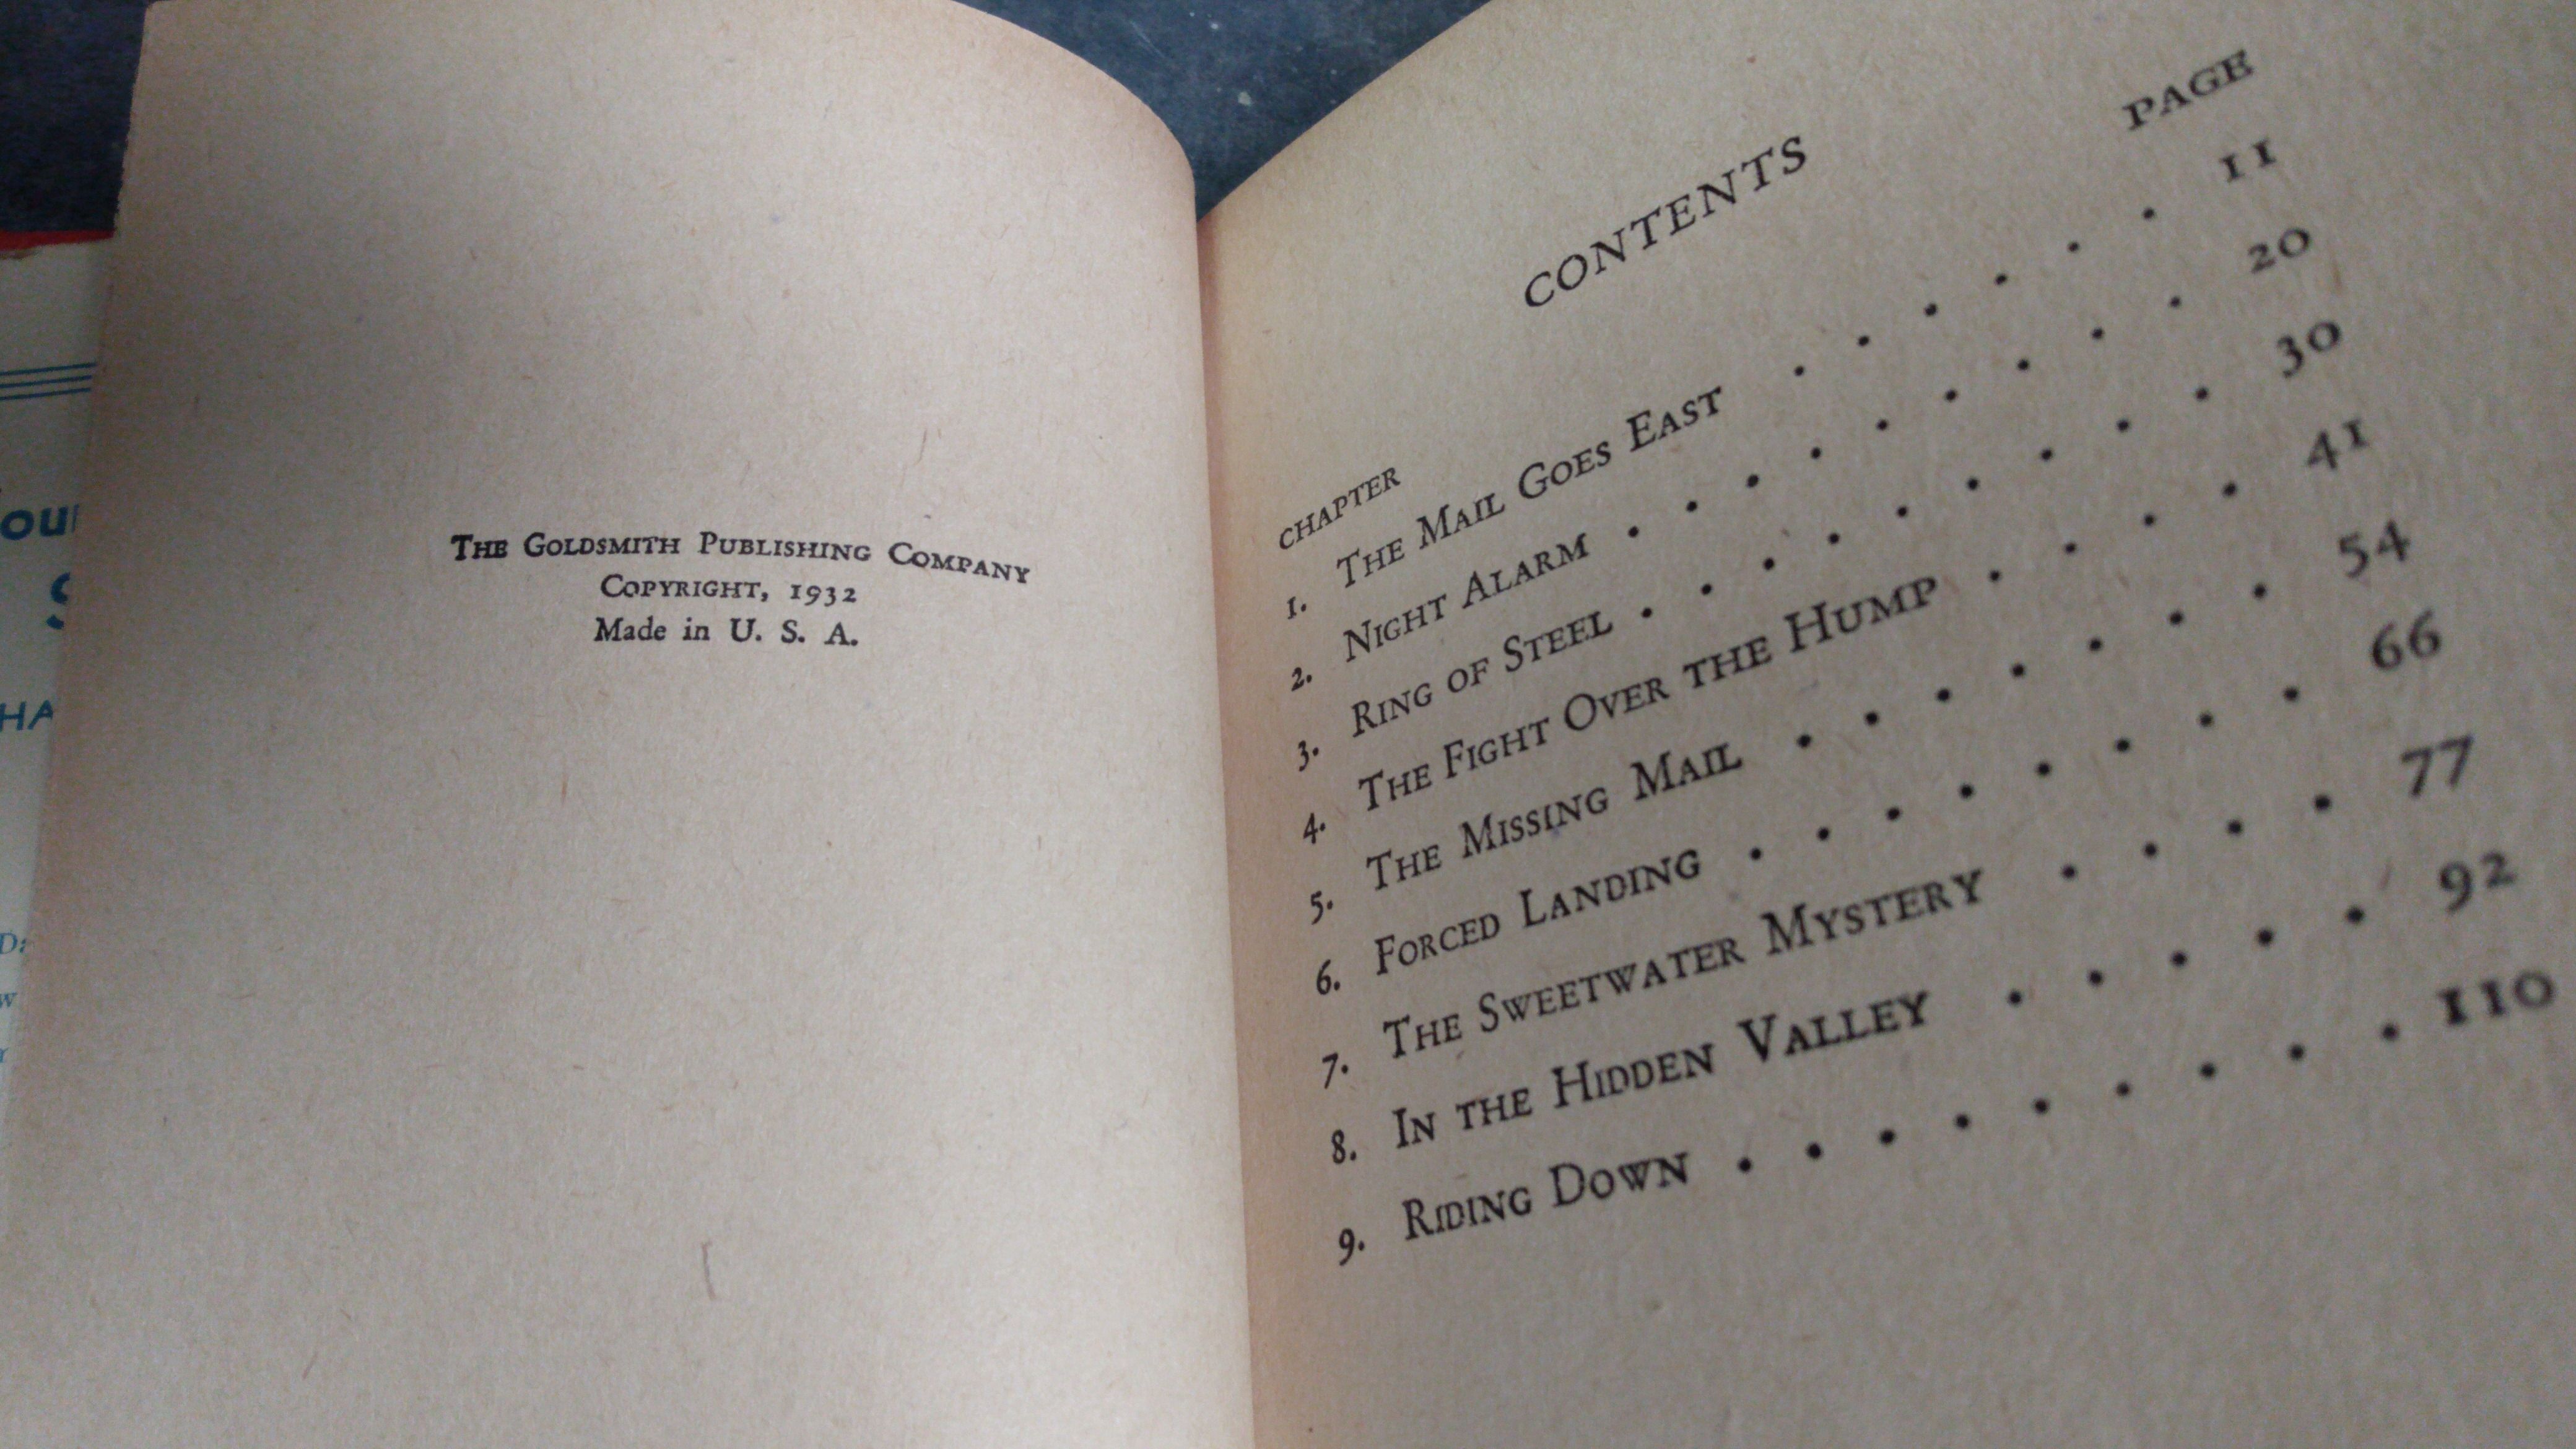 THE GOLDSMITH PUBLISHING COMPANY
COPYRIGHT, 1932
Made in U. S. A.
CONTENTS
CHAPTER PAGE
1. THE MAIL GOES EAST . . . . . . 11
2. NIGHT ALARM . . . . . . . . . 20
3. RING OF STEEL . . . . . . . . . 30
4. THE FIGHT OVER THE HUMP . . . . 41
5. THE MISSING MAIL . . . . . . . 54
6. FORCED LANDING . . . . . . . . 66
7. THE SWEETWATER MYSTERY . . . . 77
8. IN THE HIDDEN VALLEY . . . . . 92
9. RIDING DOWN . . . . . . . . . 110